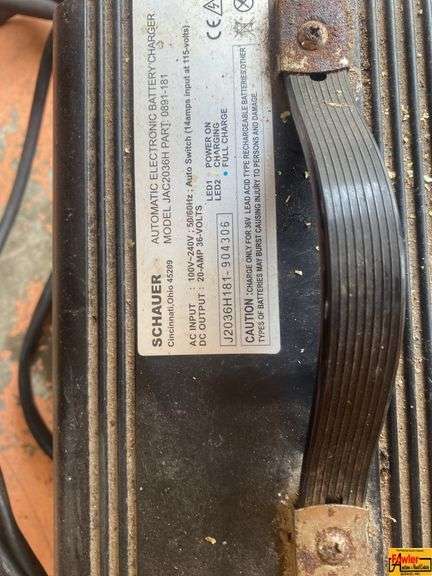 SCHAUER
Cincinnati,Ohio 45289
AUTOMATIC ELECTRONIC BATTERY CHARGER
MODEL JAC2036H PART 0891-181
AC INPUT : 100V~240V ; 50/60Hz ; Auto Switch (14amps input at 115-volts)
DC OUTPUT : 20-AMP 36-VOLTS
LED1 POWER ON
LED2 CHARGING
FULL CHARGE
J2036H181-904306
CAUTION : CHARGE ONLY FOR 36V. LEAD ACID TYPE RECHARGEABLE BATTERIES,OTHER
TYPES OF BATTERIES MAY BURST CAUSING INJURY TO PERSONS AND DAMAGE.
Fowler